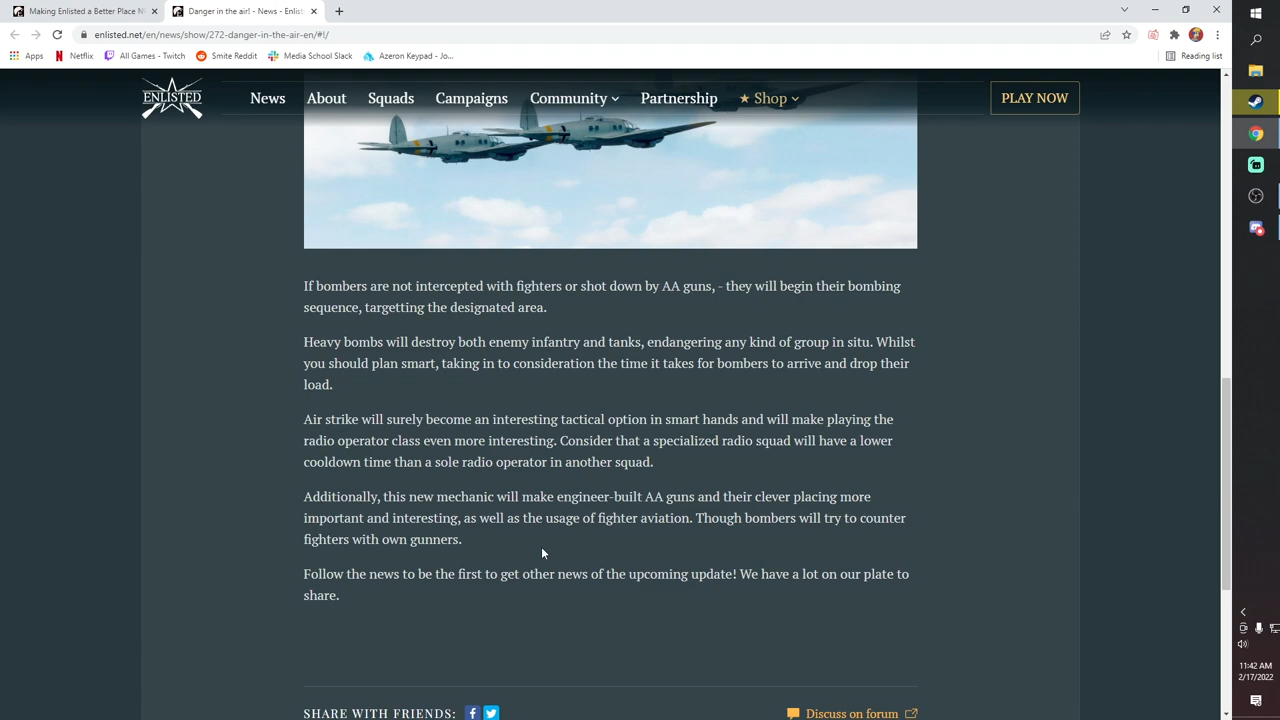 Making Enlisted a Better Place N
Danger in the air! - News - Enlis
enlisted.net/en/news/show/272-danger-in-the-air-en/#!/
Apps Netflix All Games - Twitch Smite Reddit Media School Slack Azeron Keypad - Jo... Reading list
ENLISTED News About Squads Campaigns Community Partnership Shop PLAY NOW
If bombers are not intercepted with fighters or shot down by AA guns, - they will begin their bombing
sequence, targetting the designated area.
Heavy bombs will destroy both enemy infantry and tanks, endangering any kind of group in situ. Whilst
you should plan smart, taking in to consideration the time it takes for bombers to arrive and drop their
load.
Air strike will surely become an interesting tactical option in smart hands and will make playing the
radio operator class even more interesting. Consider that a specialized radio squad will have a lower
cooldown time than a sole radio operator in another squad.
Additionally, this new mechanic will make engineer-built AA guns and their clever placing more
important and interesting, as well as the usage of fighter aviation. Though bombers will try to counter
fighters with own gunners.
Follow the news to be the first to get other news of the upcoming update! We have a lot on our plate to
share.
SHARE WITH FRIENDS: Discuss on forum
11:42 AM
2/17/2022